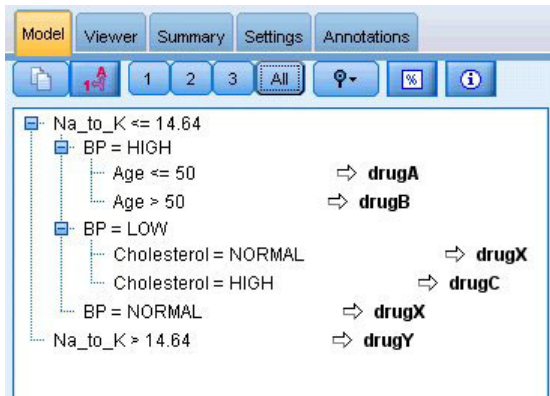 Model Viewer Summary Settings Annotations
1 2 3 All % i
Na_to_K <= 14.64
BP = HIGH
Age <= 50 ⇨ drugA
Age > 50 ⇨ drugB
BP = LOW
Cholesterol = NORMAL ⇨ drugX
Cholesterol = HIGH ⇨ drugC
BP = NORMAL ⇨ drugX
Na_to_K > 14.64 ⇨ drugY